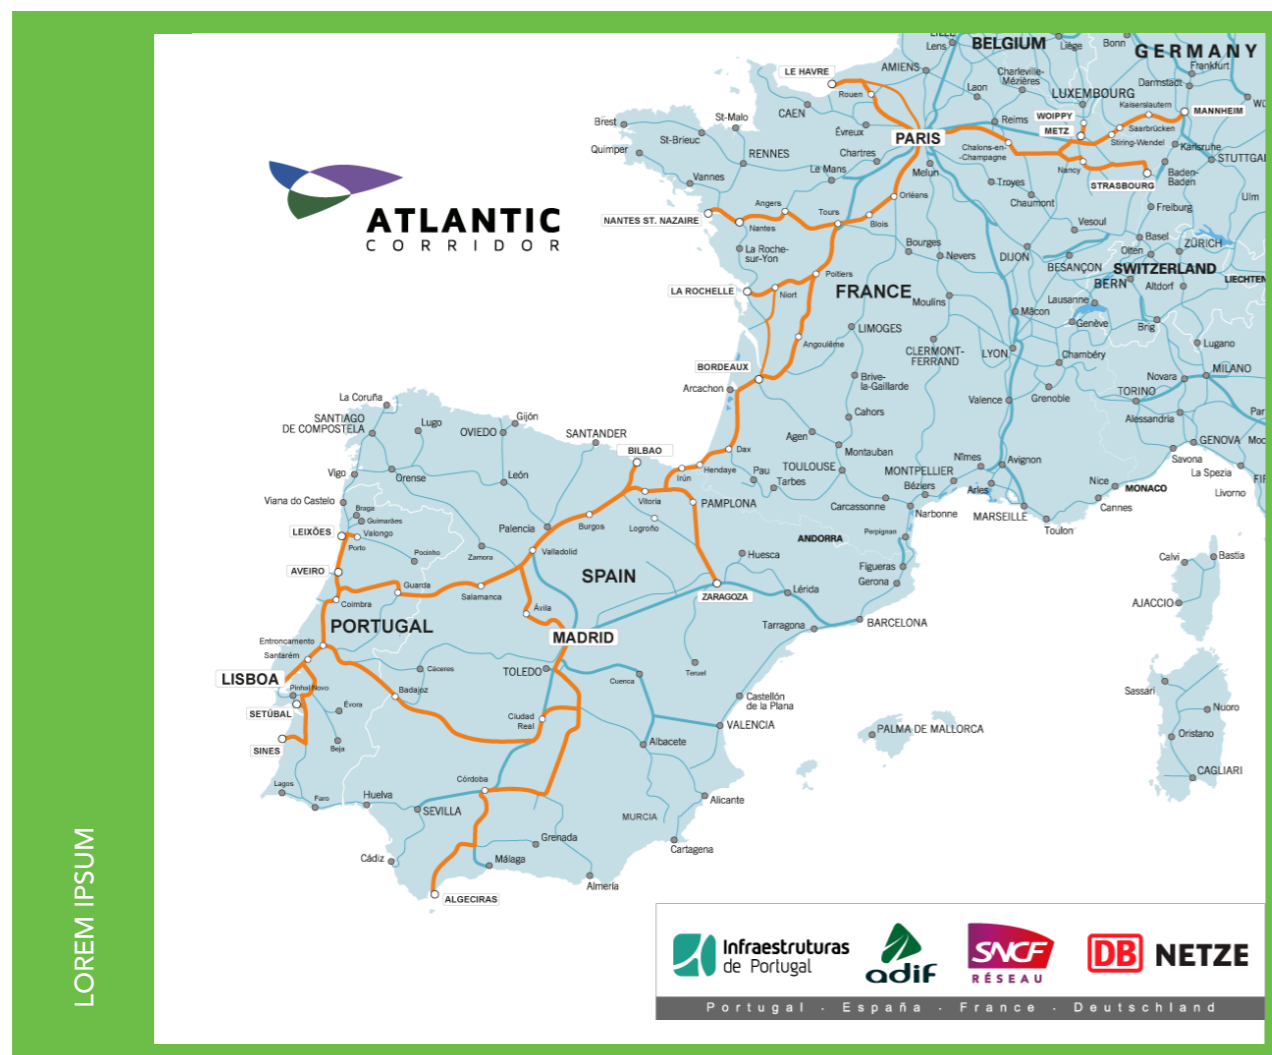 LOREM IPSUM
ATLANTIC
CORRIDOR
LILLE
Lens
BELGIUM
Liège
Bonn
GERMANY
Frankfurt
LE HAVRE
AMIENS
Charleville-
-Mézières
Darmstadt
Rouen
Laon
LUXEMBOURG
Kaiserslautern
CAEN
Reims
WOIPPY
MANNHEIM
Brest
St-Malo
METZ
Saarbrücken
St-Brieuc
Évreux
PARIS
Stiring-Wendel
Karlsruhe
Quimper
RENNES
Chartres
Chalons-en-
-Champagne
STUTTGA
Le Mans
Melun
Nancy
Baden-
Baden
Vannes
Troyes
STRASBOURG
Orléans
Chaumont
Ulm
Angers
Tours
Freiburg
NANTES ST. NAZAIRE
Nantes
Blois
Vesoul
Basel
La Roche-
sur-Yon
Bourges
Nevers
DIJON
Olten
ZÜRICH
BESANÇON
SWITZERLAND
Poitiers
BERN
Altdorf
LIECHTEN
LA ROCHELLE
Niort
FRANCE
Moulins
Lausanne
Mâcon
Genève
Brig
LIMOGES
Angoulême
CLERMONT-
FERRAND
LYON
Chambéry
Lugano
BORDEAUX
MILANO
Arcachon
Brive-
la-Gaillarde
Novara
TORINO
Valence
Grenoble
La Coruña
Cahors
Alessandria
Par
SANTIAGO
DE COMPOSTELA
Lugo
Gijón
OVIEDO
SANTANDER
Agen
GENOVA
BILBAO
Dax
Montauban
Savona
Vigo
Orense
León
Irún
Hendaye
Pau
TOULOUSE
MONTPELLIER
Nîmes
Avignon
La Spezia
Tarbes
Béziers
Arles
Nice
MONACO
Livorno
Viana do Castelo
Vitoria
PAMPLONA
Carcassonne
Narbonne
MARSEILLE
Cannes
Braga
Guimarães
Burgos
Logroño
Toulon
LEIXÕES
Valongo
Palencia
Perpignan
Porto
Pocinho
Zamora
Valladolid
ANDORRA
Huesca
Calvi
Bastia
AVEIRO
Figueras
Guarda
SPAIN
Gerona
Coimbra
Salamanca
ZARAGOZA
Lérida
AJACCIO
Ávila
PORTUGAL
Tarragona
BARCELONA
MADRID
Entroncamento
Santarém
Cáceres
TOLEDO
Cuenca
Teruel
LISBOA
Pinhal Novo
Badajoz
Castellón
de la Plana
Sassari
Évora
Nuoro
SETÚBAL
Ciudad
Real
VALENCIA
PALMA DE MALLORCA
Oristano
SINES
Beja
Albacete
CAGLIARI
Lagos
Faro
Huelva
Córdoba
SEVILLA
Alicante
MURCIA
Cádiz
Grenada
Málaga
Cartagena
Almería
ALGECIRAS
Infraestruturas
de Portugal
adif
SNCF
RÉSEAU
DB NETZE
Portugal . España . France . Deutschland